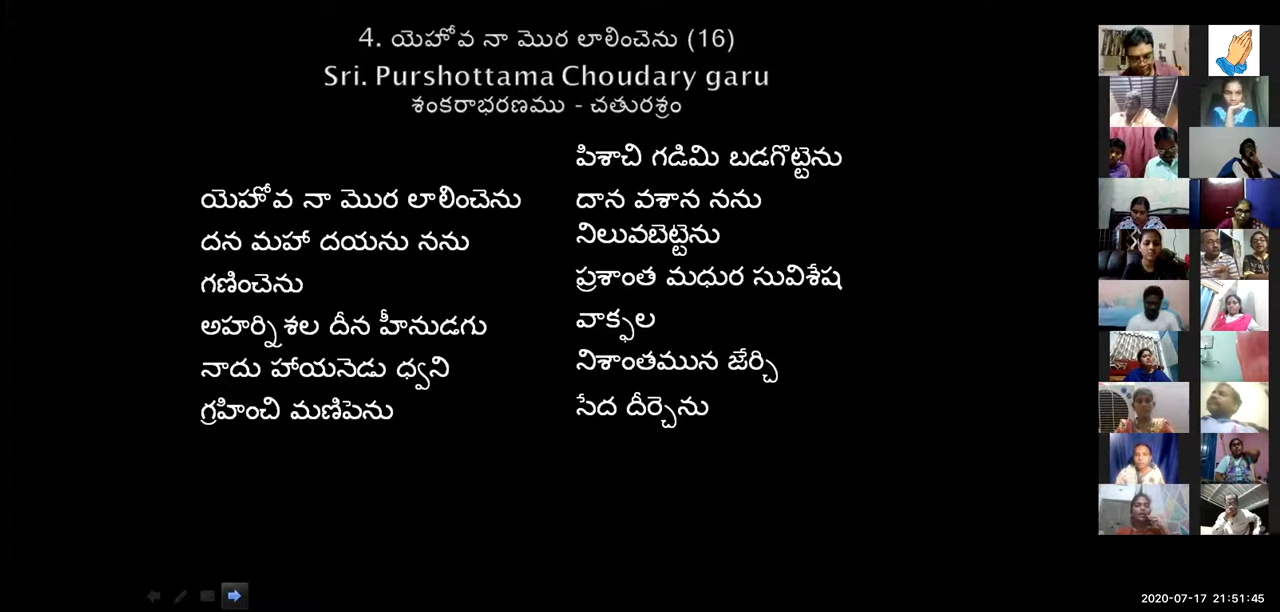 4. యెహోవ నా మొర లాలించెను (16)
Sri. Purshottama Choudary garu
శంకరాభరణము - చతురశ్రం
యెహోవ నా మొర లాలించెను
దన మహా దయను నను
గణించెను
అహర్నిశల దీన హీనుడగు
నాదు హాయనెడు ధ్వని
గ్రహించి మణిపెను
పిశాచి గడిమి బడగొట్టెను
దాన వశాన నను
నిలువబెట్టెను
ప్రశాంత మధుర సువిశేష
వాక్ఫల
నిశాంతమున జేర్చి
సేద దీర్చెను
2020-07-17 21:51:45